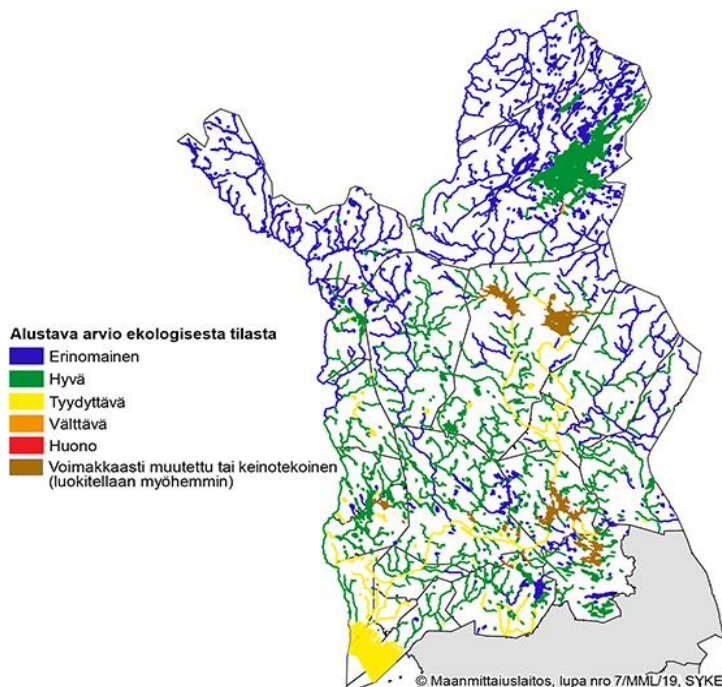 Alustava arvio ekologisesta tilasta
Erinomainen
Hyvä
Tyydyttävä
Välttävä
Huono
Voimakkaasti muutettu tai keinotekoinen
(luokitellaan myöhemmin)
© Maanmittauslaitos, lupa nro 7/MML/19, SYKE